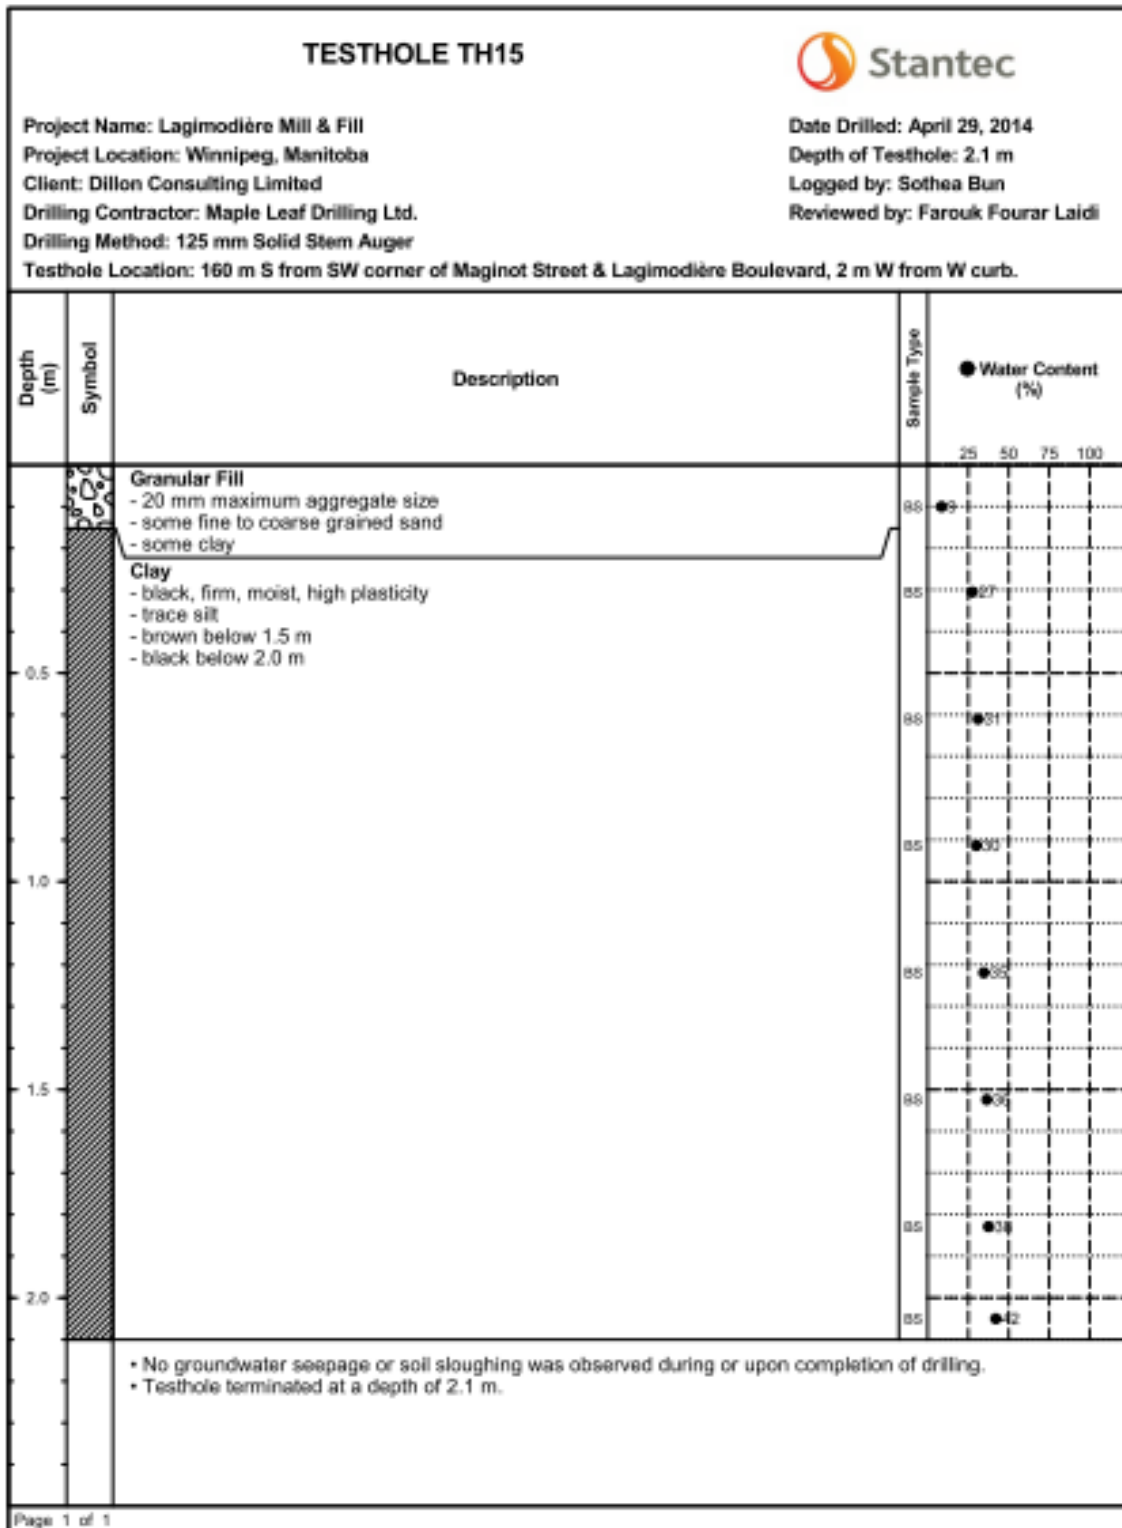 TESTHOLE TH15
Stantec
Project Name: Lagimodière Mill & Fill
Project Location: Winnipeg, Manitoba
Client: Dillon Consulting Limited
Drilling Contractor: Maple Leaf Drilling Ltd.
Drilling Method: 125 mm Solid Stem Auger
Testhole Location: 160 m S from SW corner of Maginot Street & Lagimodière Boulevard, 2 m W from W curb.
Date Drilled: April 29, 2014
Depth of Testhole: 2.1 m
Logged by: Sothea Bun
Reviewed by: Farouk Fourar Laidi
Depth
(m)
Symbol
Description
Sample Type
Water Content
(%)
25 50 75 100
Granular Fill
- 20 mm maximum aggregate size
- some fine to coarse grained sand
- some clay
BS 9
Clay
- black, firm, moist, high plasticity
- trace silt
- brown below 1.5 m
- black below 2.0 m
BS 27
0.5
BS 31
BS 30
1.0
BS 35
1.5
BS 36
BS 38
2.0
BS 42
• No groundwater seepage or soil sloughing was observed during or upon completion of drilling.
• Testhole terminated at a depth of 2.1 m.
Page 1 of 1